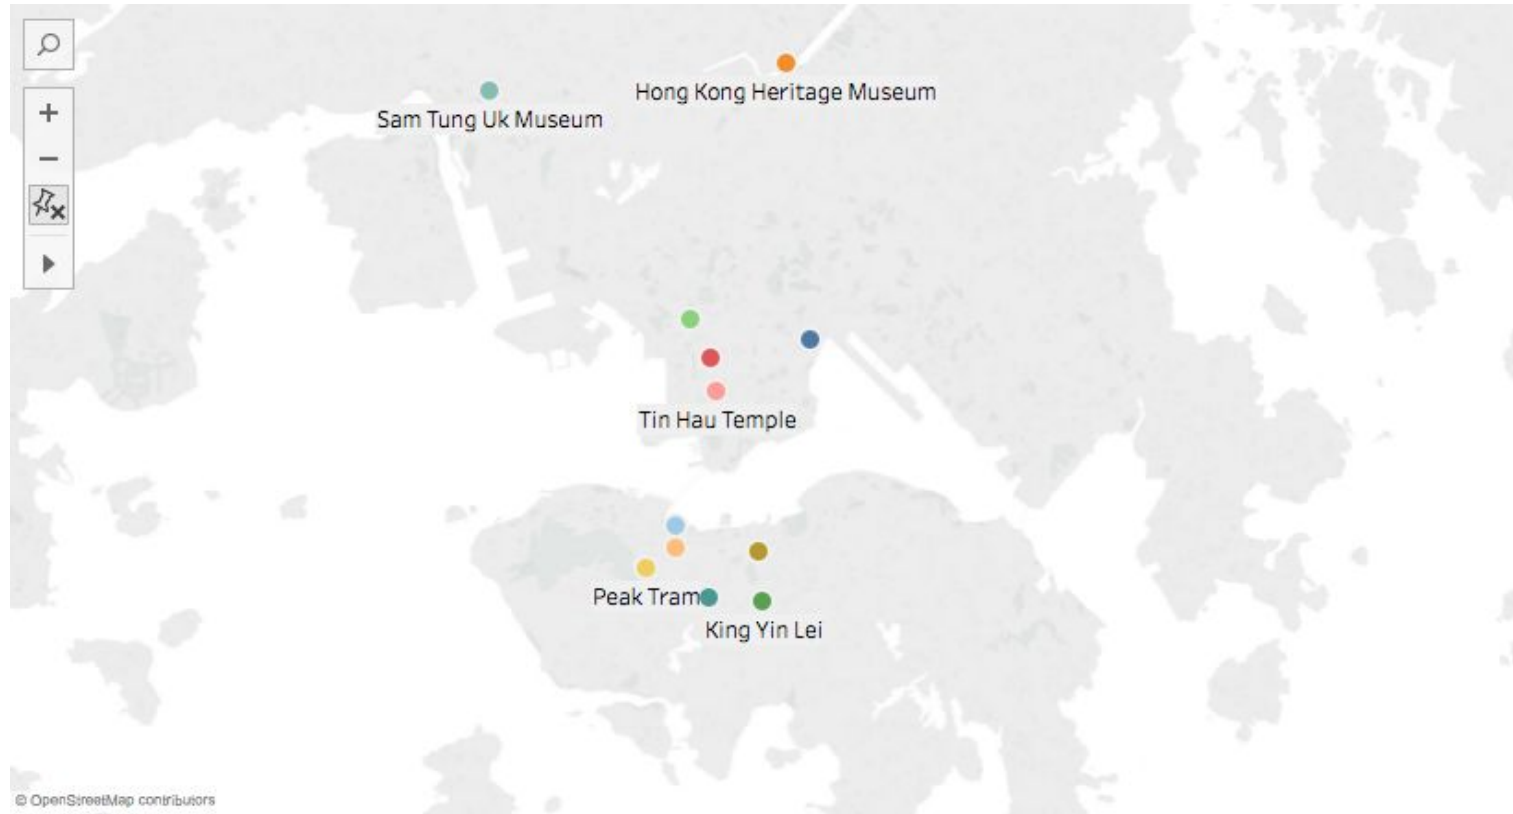 Hong Kong Heritage Museum
Sam Tung Uk Museum
Tin Hau Temple
Peak Tram
King Yin Lei
© OpenStreetMap contributors